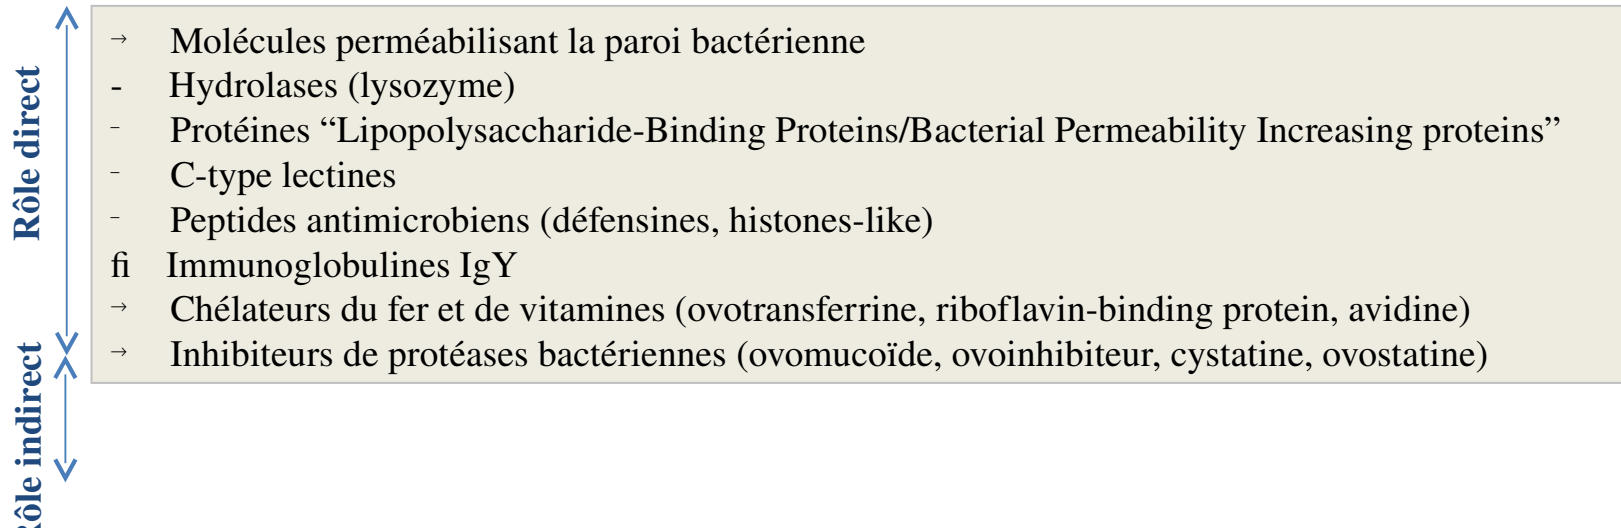 Rôle direct
→ Molécules perméabilisant la paroi bactérienne
- Hydrolases (lysozyme)
- Protéines “Lipopolysaccharide-Binding Proteins/Bacterial Permeability Increasing proteins”
- C-type lectines
- Peptides antimicrobiens (défensines, histones-like)
fi Immunoglobulines IgY
→ Chélateurs du fer et de vitamines (ovotransferrine, riboflavin-binding protein, avidine)
→ Inhibiteurs de protéases bactériennes (ovomucoïde, ovoinhibiteur, cystatine, ovostatine)
Rôle indirect